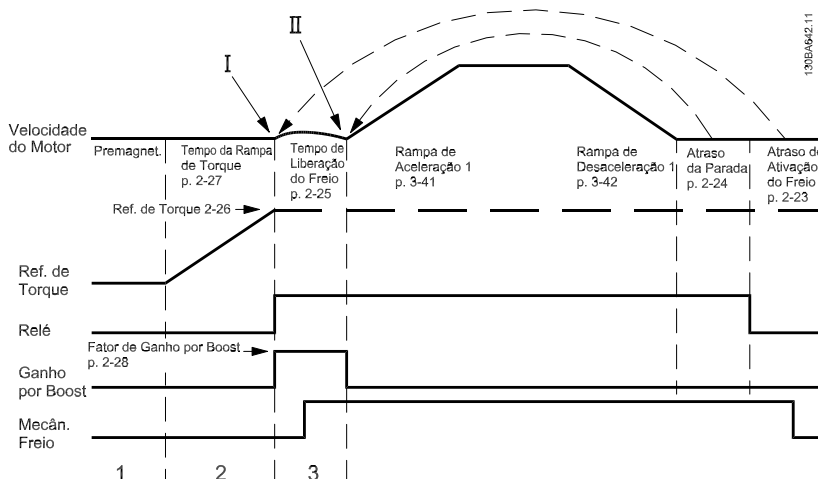 130BA642.11
II
I
Velocidade
do Motor
Premagnet.
Tempo da Rampa
de Torque
p. 2-27
Tempo de
Liberação
do Freio
p. 2-25
Rampa de
Aceleração 1
p. 3-41
Rampa de
Desaceleração 1
p. 3-42
Atraso
da Parada
p. 2-24
Atraso de
Ativação
do Freio
p. 2-23
Ref. de Torque 2-26
Ref. de
Torque
Relé
Fator de Ganho por Boost
p. 2-28
Ganho
por Boost
Mecân.
Freio
1
2
3